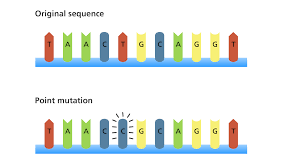 Original sequence
T A A C T G C A G G T
Point mutation
T A A C C G C A G G T